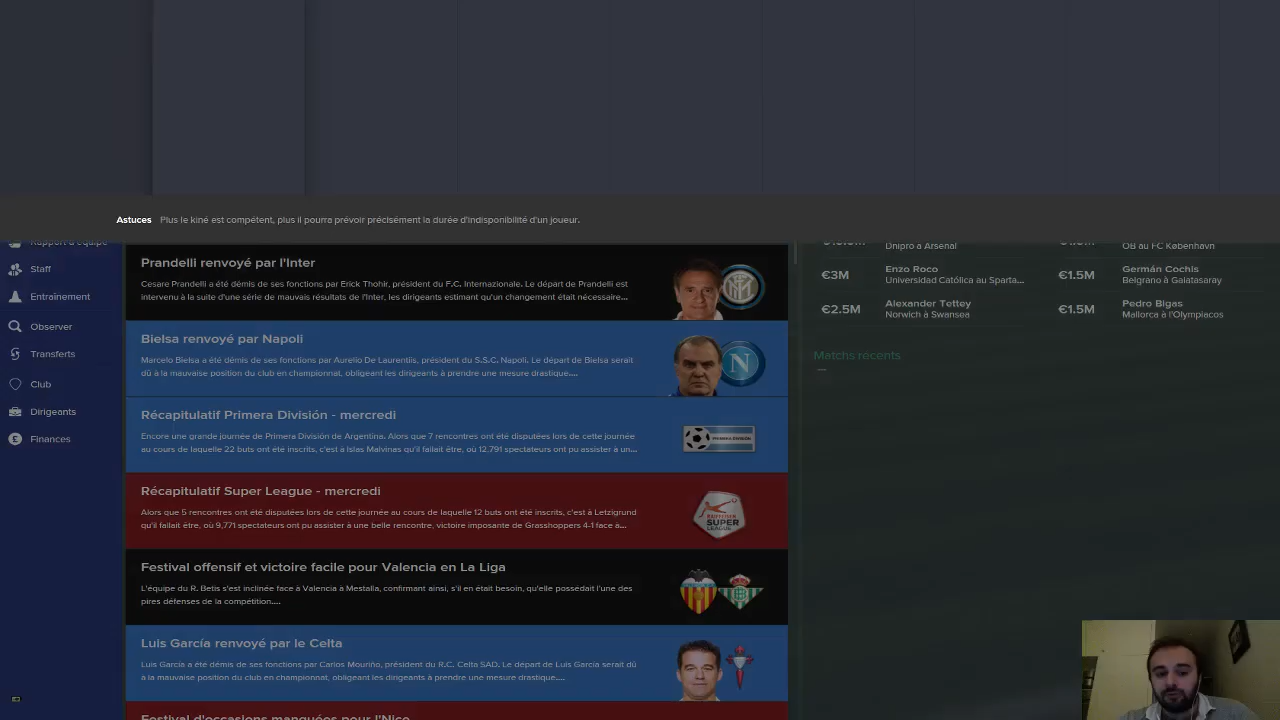 Astuces Plus le kiné est compétent, plus il pourra prévoir précisément la durée d'indisponibilité d'un joueur.
Rapport d'équipe
Staff
Entraînement
Observer
Transferts
Club
Dirigeants
Finances
Prandelli renvoyé par l'Inter
Cesare Prandelli a été démis de ses fonctions par Erick Thohir, président du F.C. Internazionale. Le départ de Prandelli est
intervenu à la suite d'une série de mauvais résultats de l'Inter, les dirigeants estimant qu'un changement était nécessaire...
Bielsa renvoyé par Napoli
Marcelo Bielsa a été démis de ses fonctions par Aurelio De Laurentiis, président du S.S.C. Napoli. Le départ de Bielsa serait
dû à la mauvaise position du club en championnat, obligeant les dirigeants à prendre une mesure drastique....
Récapitulatif Primera División - mercredi
Encore une grande journée de Primera División de Argentina. Alors que 7 rencontres ont été disputées lors de cette journée
au cours de laquelle 22 buts ont été inscrits, c'est à Islas Malvinas qu'il fallait être, où 12,791 spectateurs ont pu assister à un...
PRIMERA DIVISIÓN
Récapitulatif Super League - mercredi
Alors que 5 rencontres ont été disputées lors de cette journée au cours de laquelle 12 buts ont été inscrits, c'est à Letzigrund
qu'il fallait être, où 9,771 spectateurs ont pu assister à une belle rencontre, victoire imposante de Grasshoppers 4-1 face à...
RAIFFEISEN
SUPER
LEAGUE
Festival offensif et victoire facile pour Valencia en La Liga
L'équipe du R. Betis s'est inclinée face à Valencia à Mestalla, confirmant ainsi, s'il en était besoin, qu'elle possédait l'une des
pires défenses de la compétition....
Luis García renvoyé par le Celta
Luis García a été démis de ses fonctions par Carlos Mouriño, président du R.C. Celta SAD. Le départ de Luis García serait dû
à la mauvaise position du club en championnat, obligeant les dirigeants à prendre une mesure drastique....
Festival d'occasions manquées pour l'Nice
Dnipro à Arsenal
OB au FC København
€3M Enzo Roco
Universidad Católica au Sparta...
€1.5M Germán Cochis
Belgrano à Galatasaray
€2.5M Alexander Tettey
Norwich à Swansea
€1.5M Pedro Bigas
Mallorca à l'Olympiacos
Matchs récents